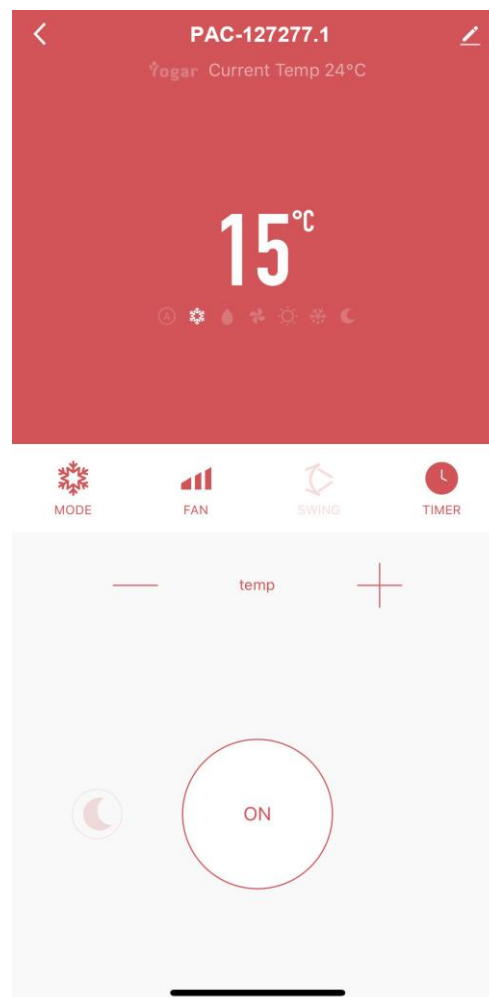 PAC-127277.1
Yogar Current Temp 24°C
15°C
A
MODE FAN SWING TIMER
temp
ON